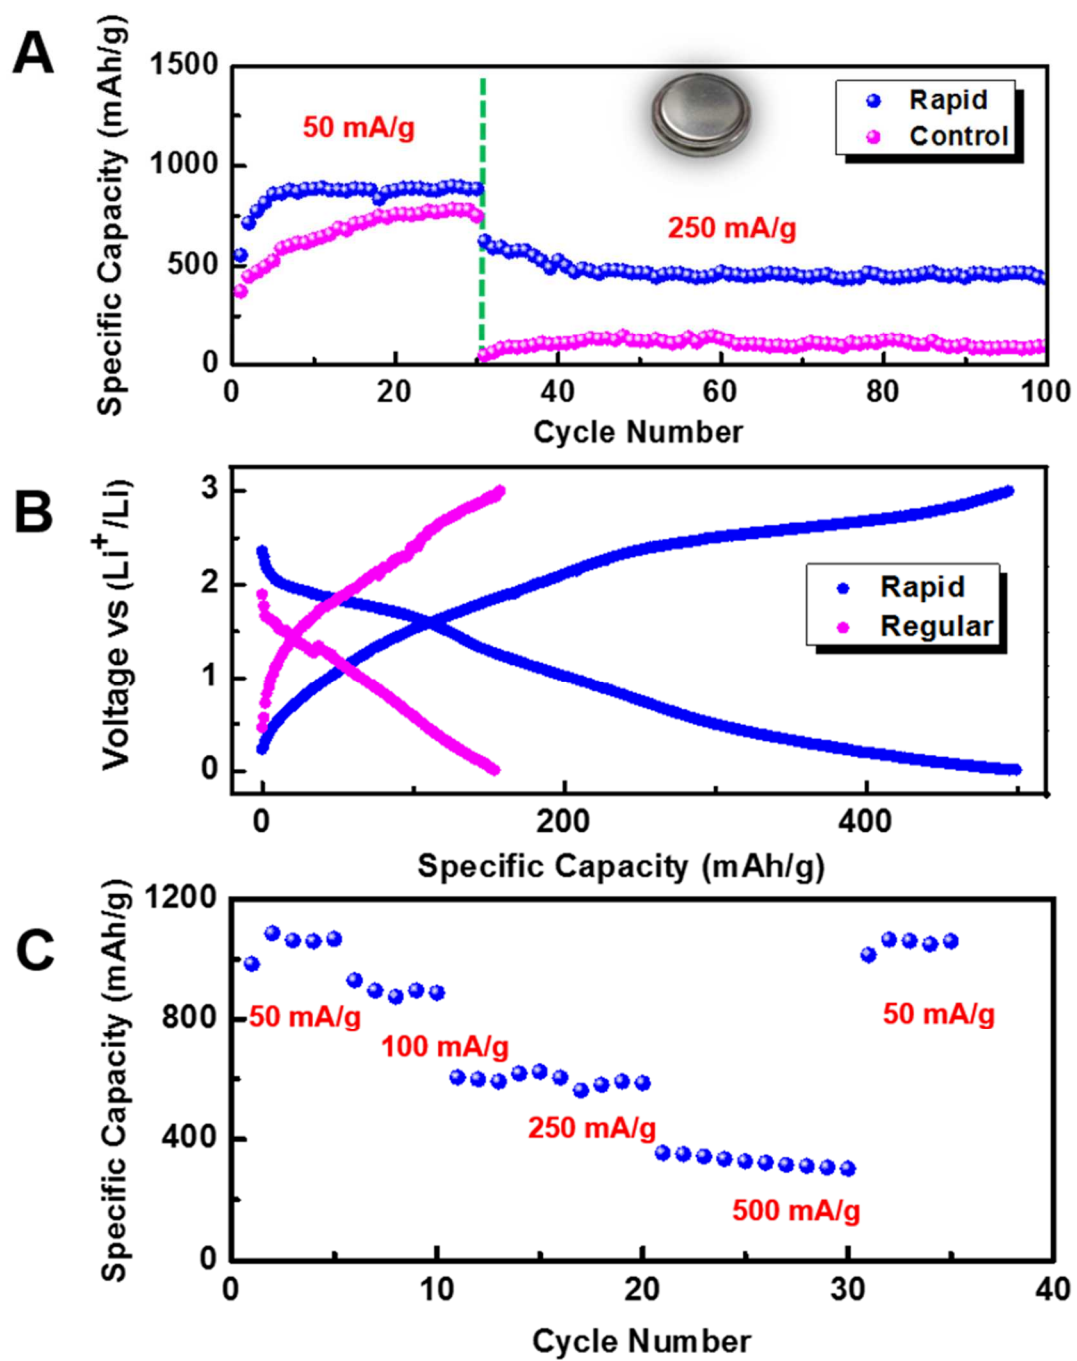 A
Specific Capacity (mAh/g)
1500
1000
500
0
50 mA/g
250 mA/g
Rapid
Control
0 20 40 60 80 100
Cycle Number
B
Voltage vs (Li⁺/Li)
3
2
1
0
Rapid
Regular
0 200 400
Specific Capacity (mAh/g)
C
Specific Capacity (mAh/g)
1200
800
400
0
50 mA/g
100 mA/g
250 mA/g
500 mA/g
50 mA/g
0 10 20 30 40
Cycle Number